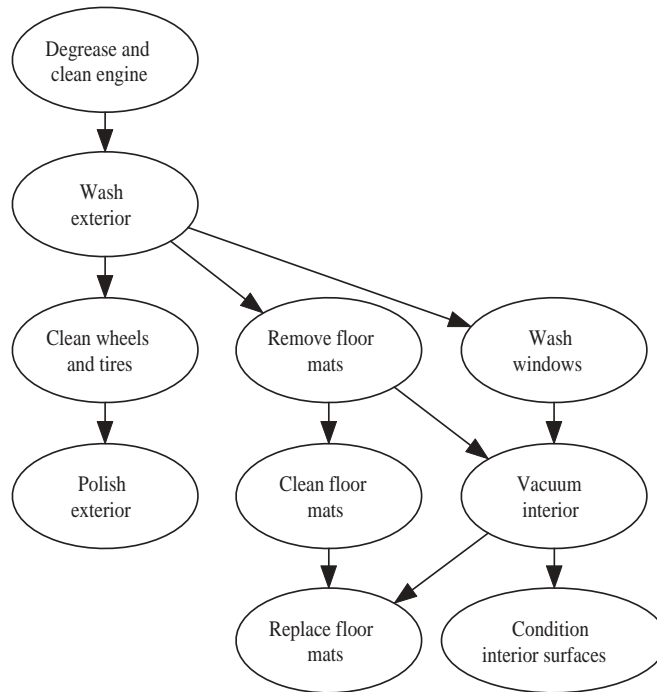 Degrease and
clean engine
Wash
exterior
Clean wheels
and tires
Remove floor
mats
Wash
windows
Polish
exterior
Clean floor
mats
Vacuum
interior
Replace floor
mats
Condition
interior surfaces